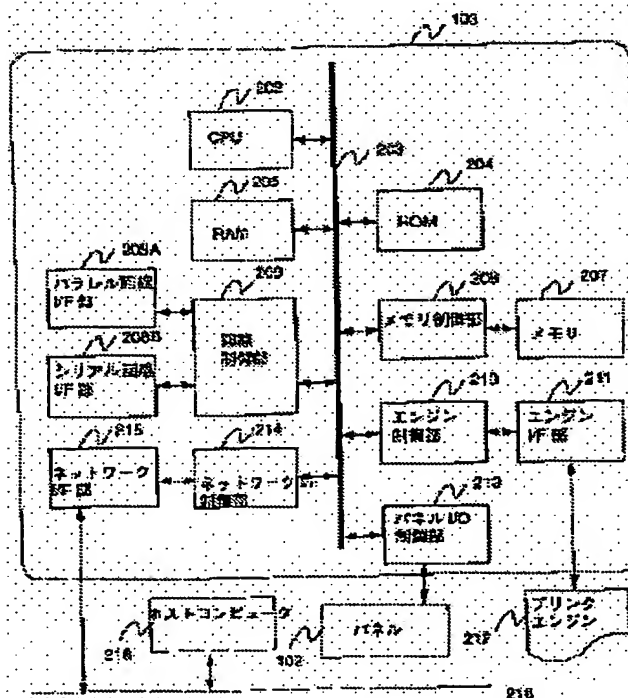 103
202
CPU
203
205
RAM
204
ROM
パラレル回線
I/F部
209
回線
制御部
206
メモリ制御部
207
メモリ
シリアル回線
I/F部
210
エンジン
制御部
211
エンジン
I/F部
215
ネットワーク
I/F部
214
ネットワーク
制御部
パネルI/O
制御部
ホストコンピュータ
216
102
パネル
プリンタ
エンジン